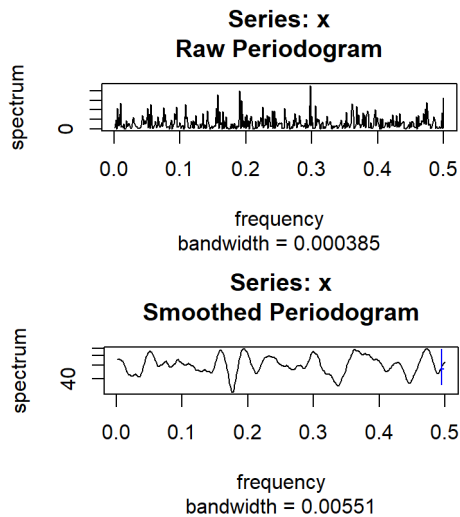 Series: x
Raw Periodogram
spectrum
0
0.0 0.1 0.2 0.3 0.4 0.5
frequency
bandwidth = 0.000385
Series: x
Smoothed Periodogram
spectrum
40
0.0 0.1 0.2 0.3 0.4 0.5
frequency
bandwidth = 0.00551